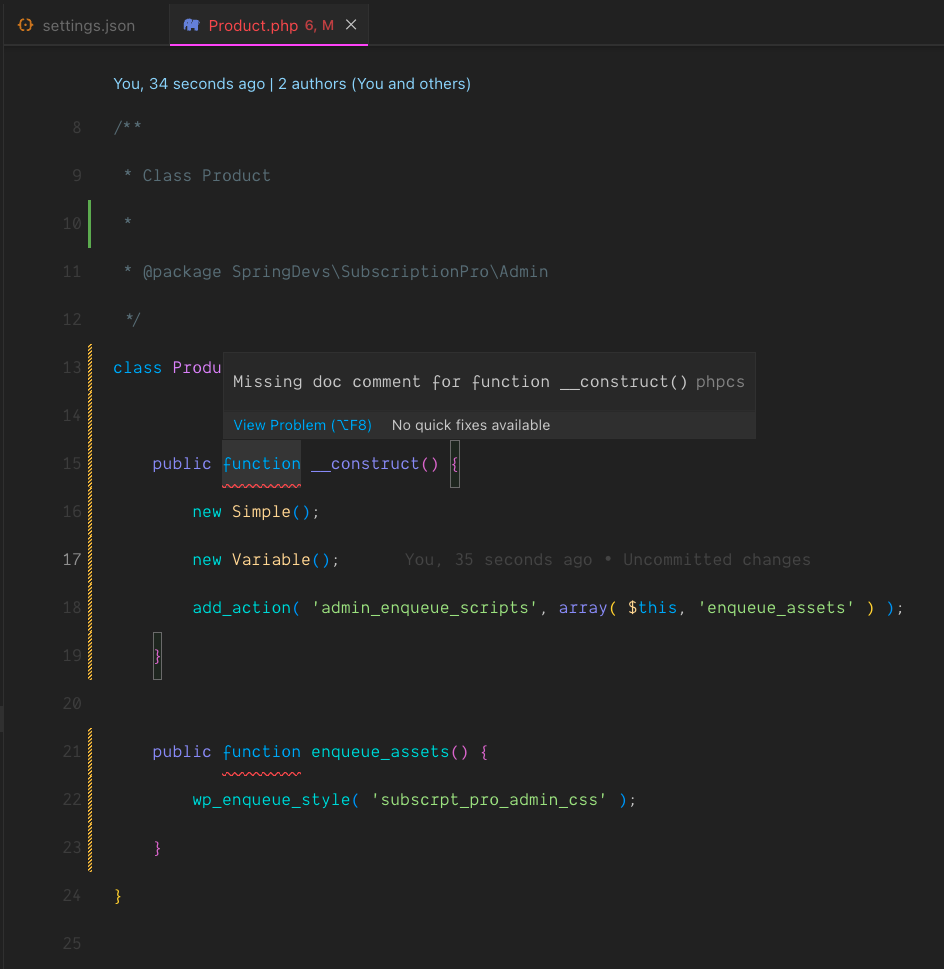 settings.json
Product.php 6, M
You, 34 seconds ago | 2 authors (You and others)
8 /**
9 * Class Product
10 *
11 * @package SpringDevs\SubscriptionPro\Admin
12 */
13 class Produ
Missing doc comment for function __construct() phpcs
14
View Problem (⌥F8) No quick fixes available
15 public function __construct() {
16 new Simple();
17 new Variable(); You, 35 seconds ago • Uncommitted changes
18 add_action( 'admin_enqueue_scripts', array( $this, 'enqueue_assets' ) );
19 }
20
21 public function enqueue_assets() {
22 wp_enqueue_style( 'subscrpt_pro_admin_css' );
23 }
24 }
25